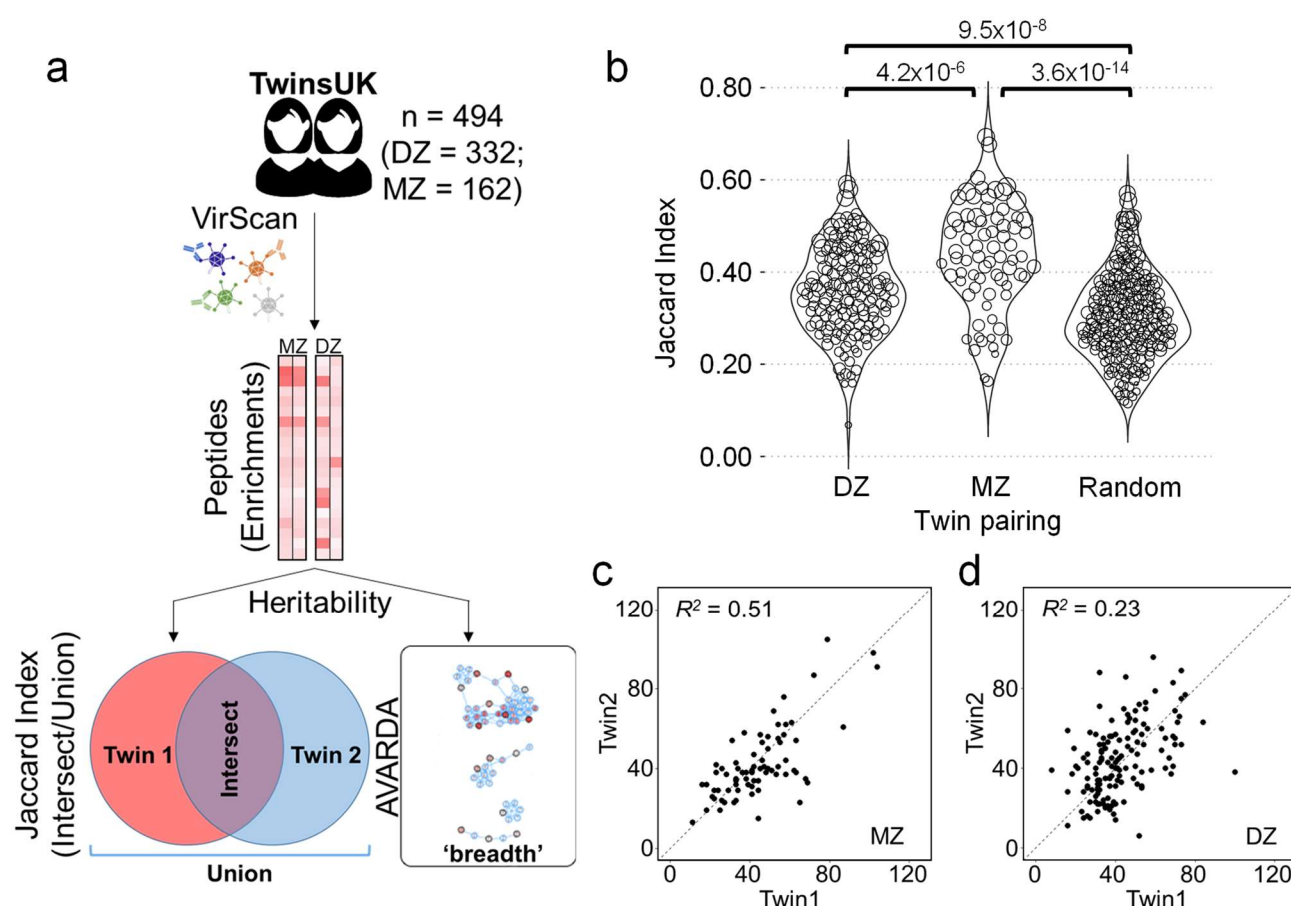 a
TwinsUK
n = 494
(DZ = 332;
MZ = 162)
VirScan
MZ DZ
Peptides
(Enrichments)
Heritability
Jaccard Index
(Intersect/Union)
Twin 1
Intersect
Twin 2
Union
AVARDA
'breadth'
b
9.5x10⁻⁸
4.2x10⁻⁶
3.6x10⁻¹⁴
Jaccard Index
0.80
0.60
0.40
0.20
0.00
DZ MZ Random
Twin pairing
c
R² = 0.51
Twin2
120
80
40
0
MZ
0 40 80 120
Twin1
d
R² = 0.23
Twin2
120
80
40
0
DZ
0 40 80 120
Twin1